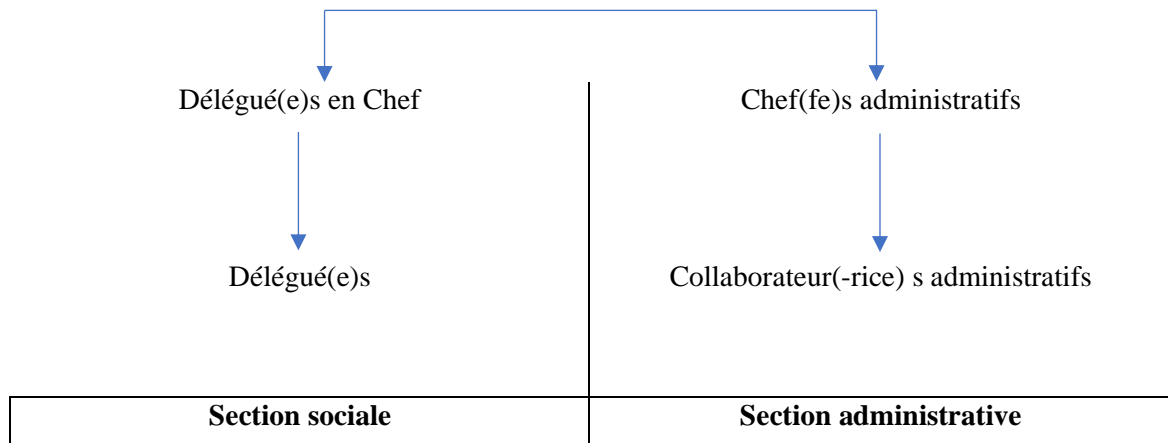 Délégué(e)s en Chef
Chef(fe)s administratifs
Délégué(e)s
Collaborateur(-rice) s administratifs
Section sociale
Section administrative